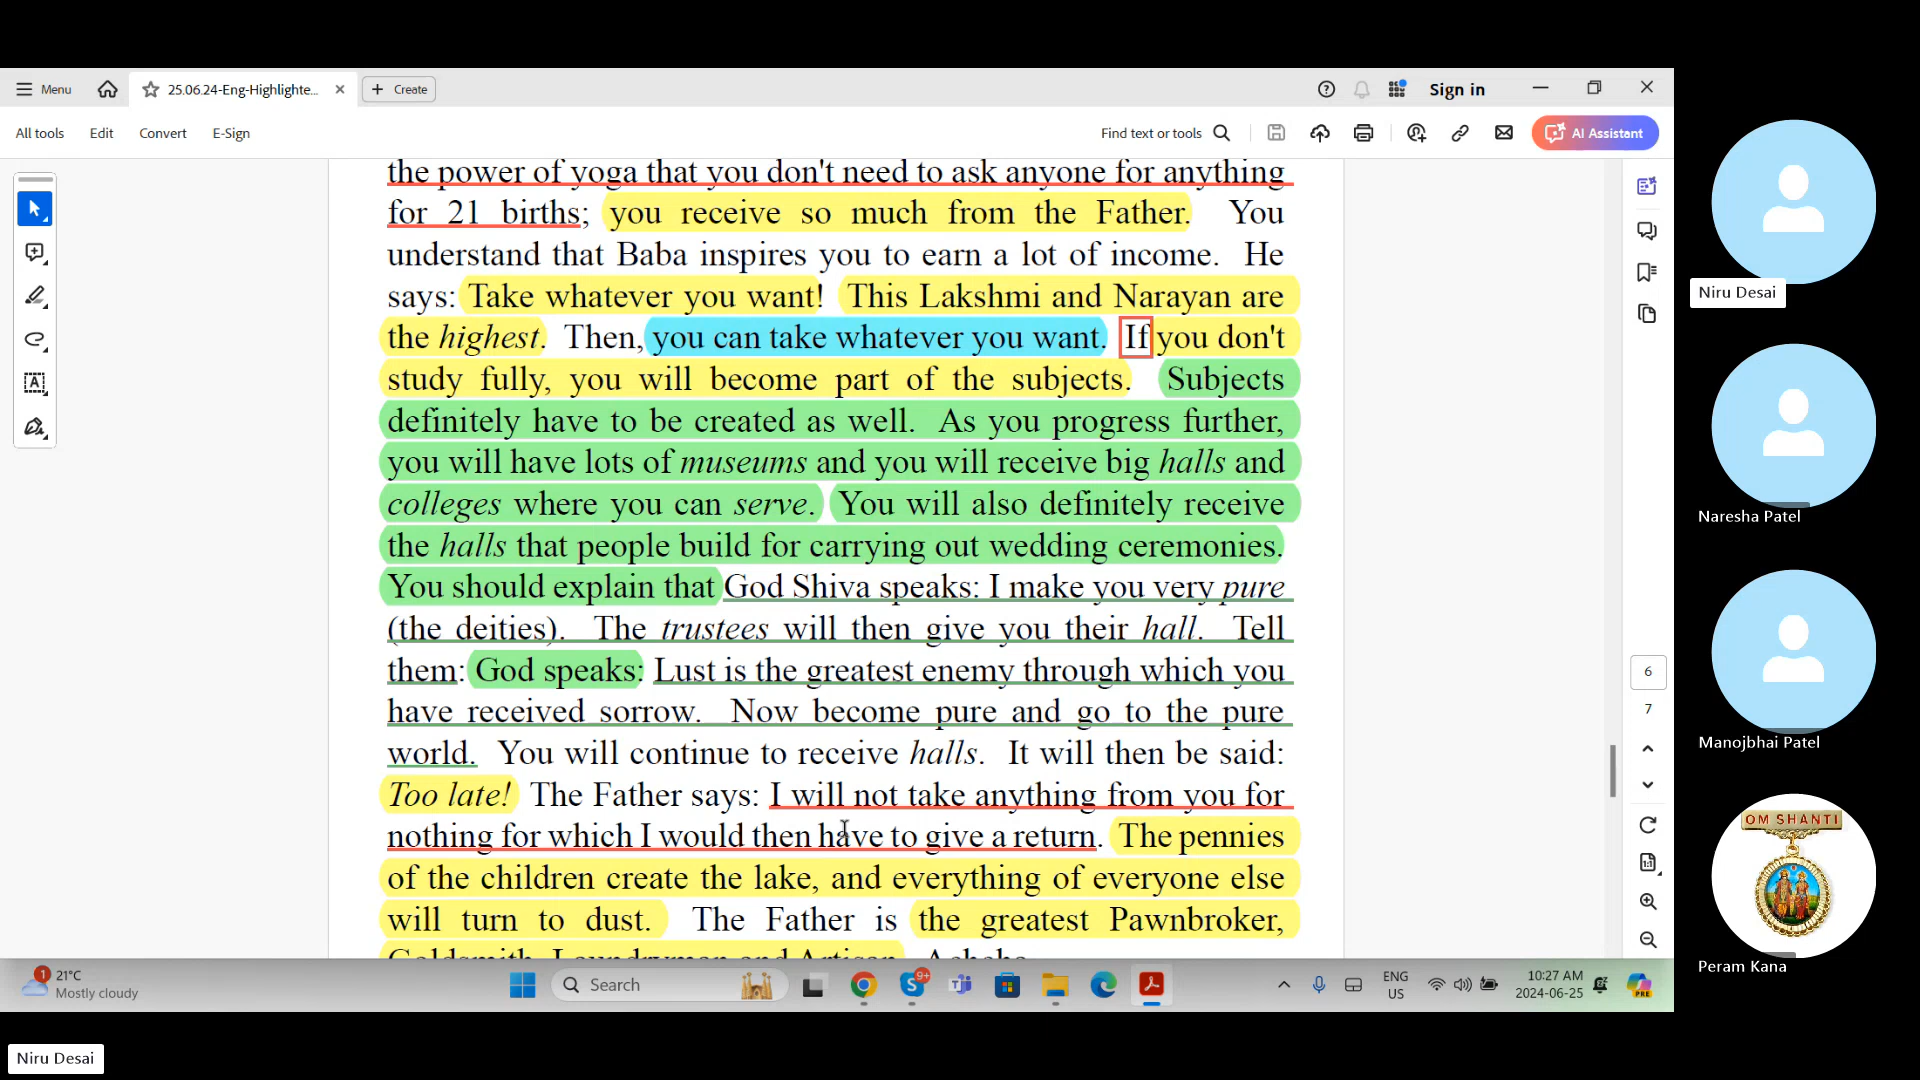 Menu
25.06.24-Eng-Highlighte...
Create
Sign in
All tools
Edit
Convert
E-Sign
Find text or tools
AI Assistant
the power of yoga that you don't need to ask anyone for anything
for 21 births; you receive so much from the Father. You
understand that Baba inspires you to earn a lot of income. He
says: Take whatever you want! This Lakshmi and Narayan are
the highest. Then, you can take whatever you want. If you don't
study fully, you will become part of the subjects. Subjects
definitely have to be created as well. As you progress further,
you will have lots of museums and you will receive big halls and
colleges where you can serve. You will also definitely receive
the halls that people build for carrying out wedding ceremonies.
You should explain that God Shiva speaks: I make you very pure
(the deities). The trustees will then give you their hall. Tell
them: God speaks: Lust is the greatest enemy through which you
have received sorrow. Now become pure and go to the pure
world. You will continue to receive halls. It will then be said:
Too late! The Father says: I will not take anything from you for
nothing for which I would then have to give a return. The pennies
of the children create the lake, and everything of everyone else
will turn to dust. The Father is the greatest Pawnbroker,
Goldsmith, Laundryman and Artisan. Achcha.
6
7
Niru Desai
Naresha Patel
Manojbhai Patel
OM SHANTI
Peram Kana
1
21°C
Mostly cloudy
Search
9+
ENG
US
10:27 AM
2024-06-25
PRE
Niru Desai